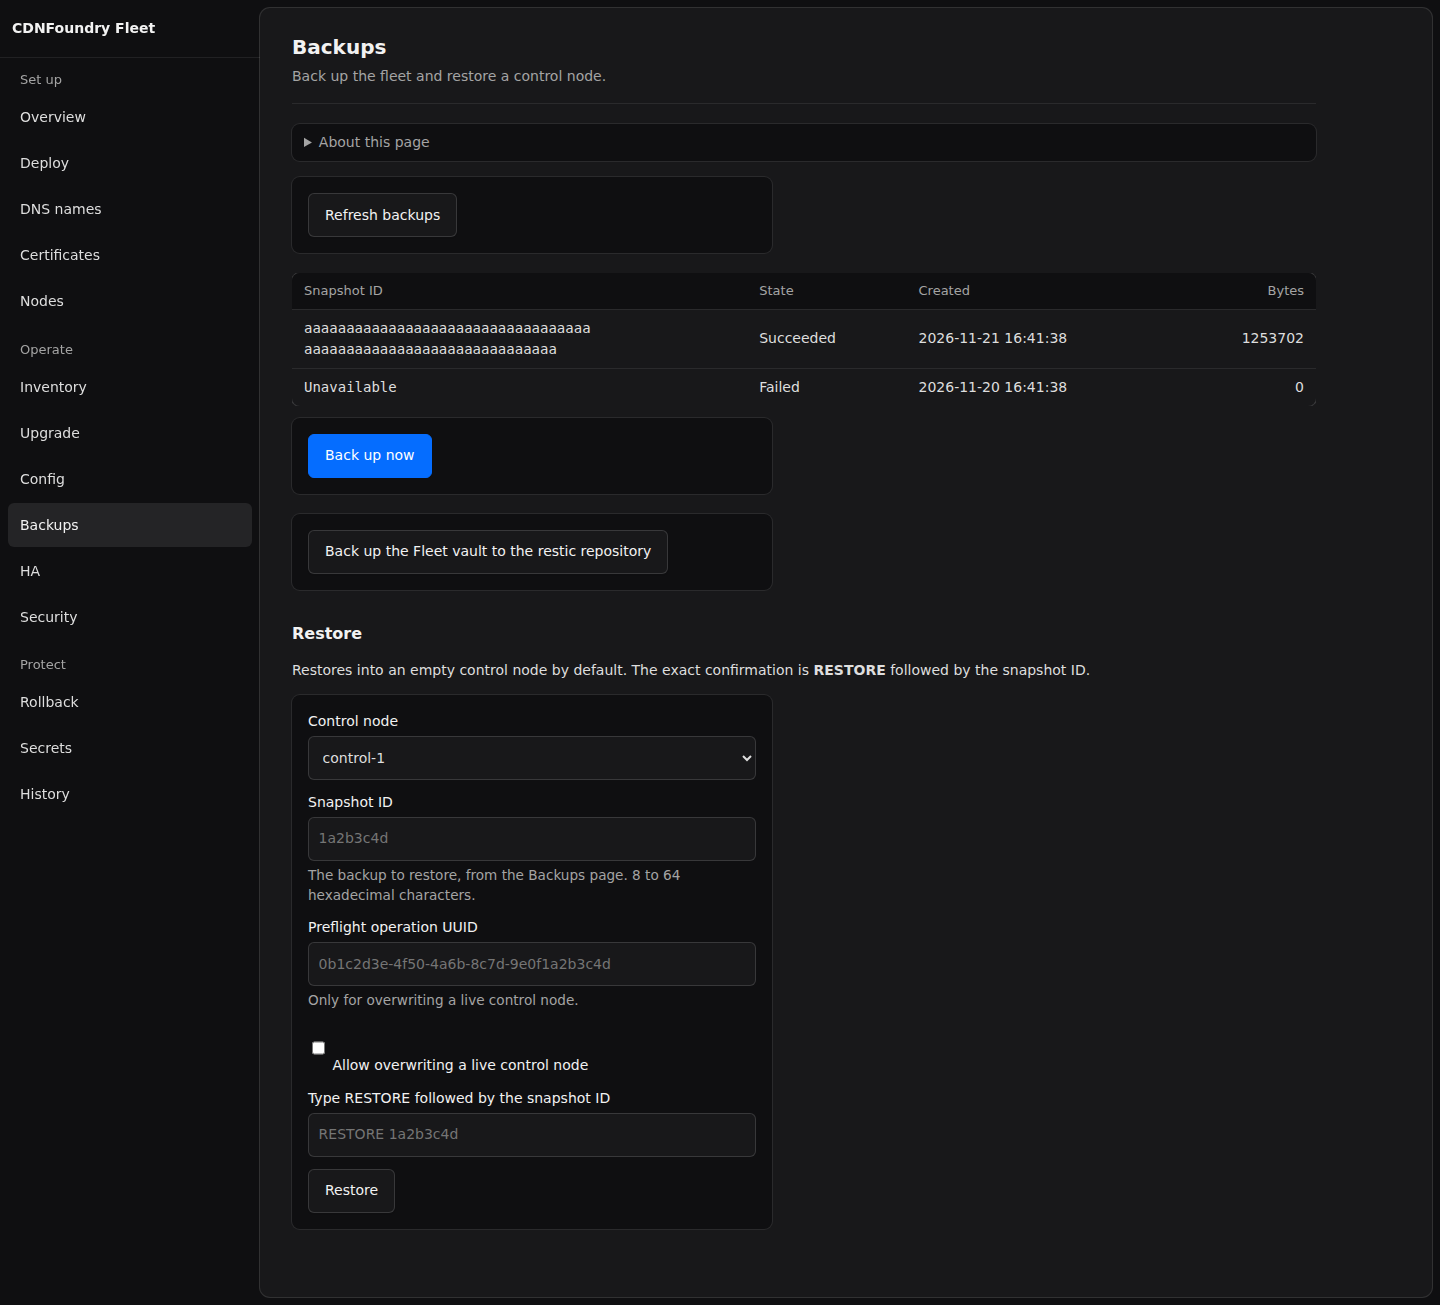 CDNFoundry Fleet
Set up
Overview
Deploy
DNS names
Certificates
Nodes
Operate
Inventory
Upgrade
Config
Backups
HA
Security
Protect
Rollback
Secrets
History
Backups
Back up the fleet and restore a control node.
About this page
Refresh backups
Snapshot ID State Created Bytes
aaaaaaaaaaaaaaaaaaaaaaaaaaaaaaaaaa
aaaaaaaaaaaaaaaaaaaaaaaaaaaaaa
Succeeded 2026-11-21 16:41:38 1253702
Unavailable Failed 2026-11-20 16:41:38 0
Back up now
Back up the Fleet vault to the restic repository
Restore
Restores into an empty control node by default. The exact confirmation is RESTORE followed by the snapshot ID.
Control node
control-1
Snapshot ID
1a2b3c4d
The backup to restore, from the Backups page. 8 to 64
hexadecimal characters.
Preflight operation UUID
0b1c2d3e-4f50-4a6b-8c7d-9e0f1a2b3c4d
Only for overwriting a live control node.
Allow overwriting a live control node
Type RESTORE followed by the snapshot ID
RESTORE 1a2b3c4d
Restore